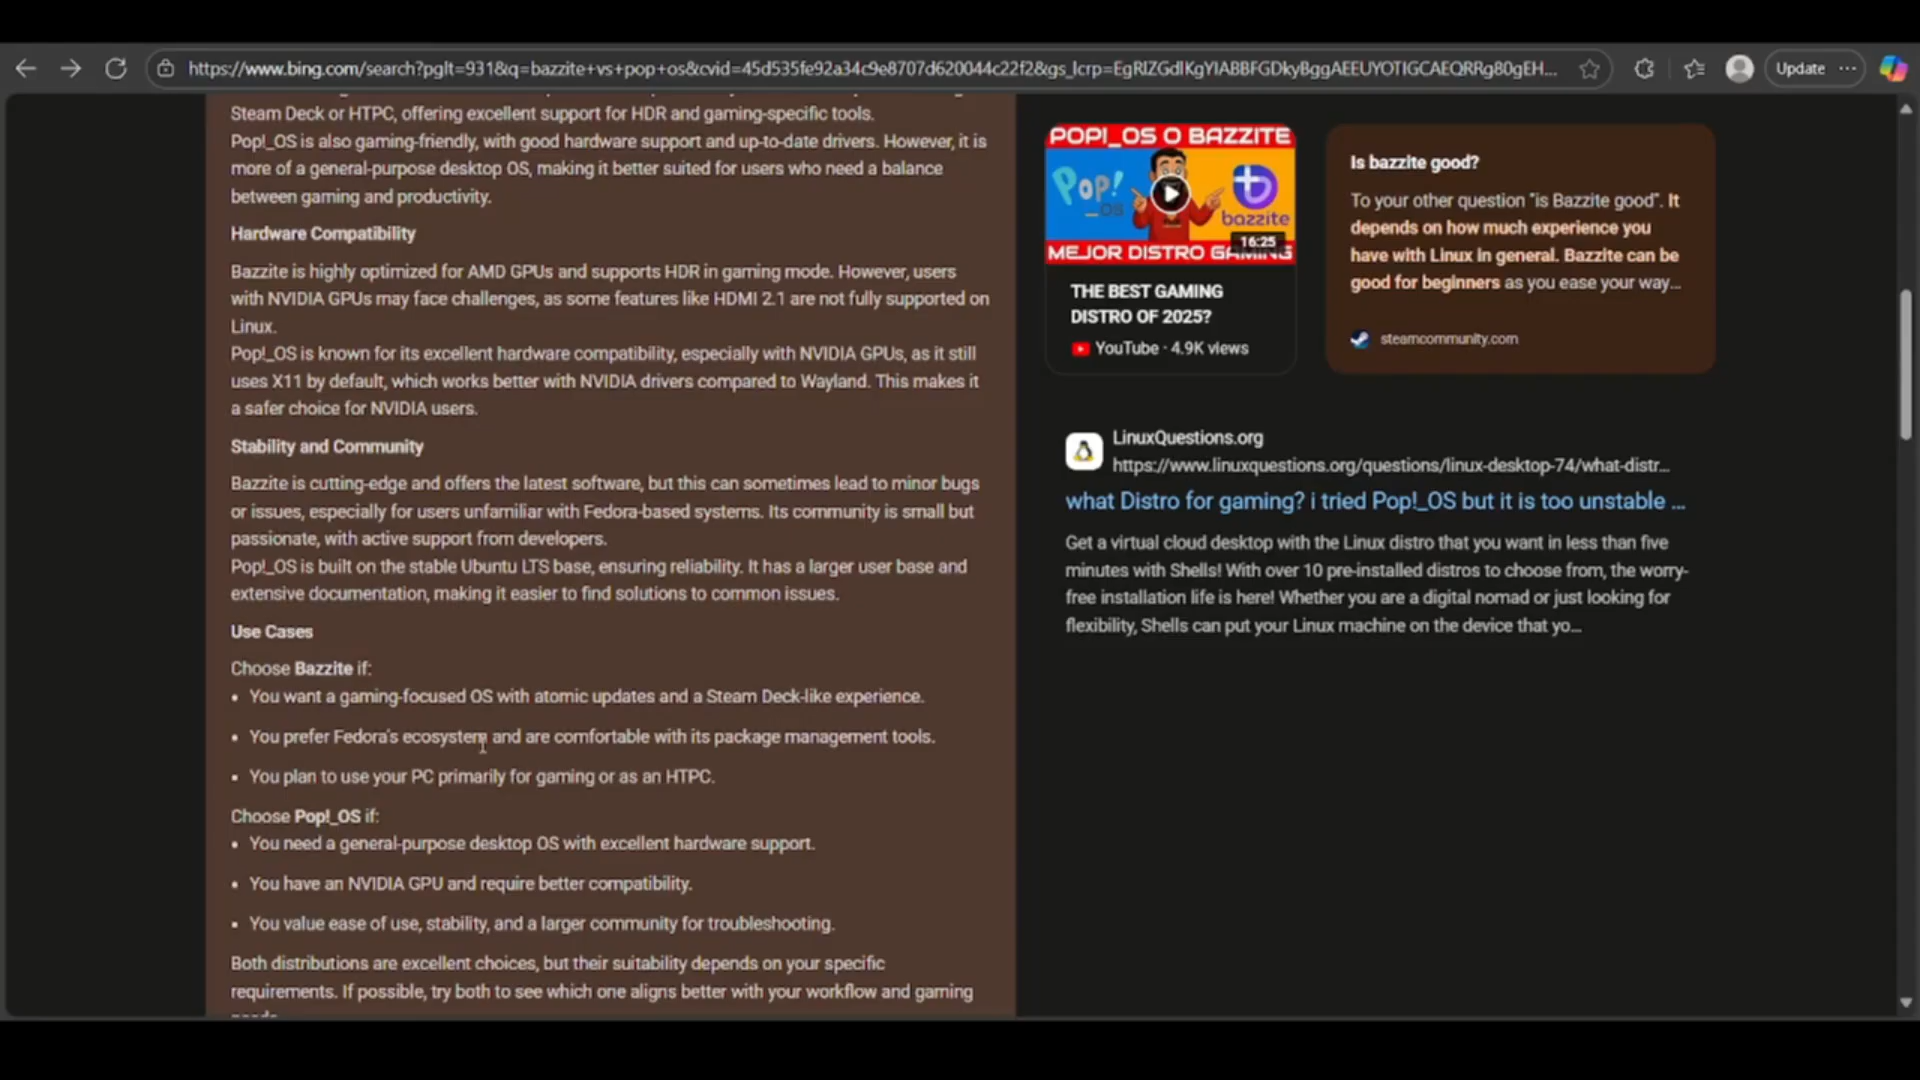 https://www.bing.com/search?pglt=931&q=bazzite+vs+pop+os&cvid=45d535fe92a34c9e8707d620044c22f2&gs_lcrp=EgRlZGdlKgYIABBFGDkyBggAEEUYOTIGCAEQRRg80gEH...
Update
Steam Deck or HTPC, offering excellent support for HDR and gaming-specific tools.
Pop!_OS is also gaming-friendly, with good hardware support and up-to-date drivers. However, it is
more of a general-purpose desktop OS, making it better suited for users who need a balance
between gaming and productivity.
Hardware Compatibility
Bazzite is highly optimized for AMD GPUs and supports HDR in gaming mode. However, users
with NVIDIA GPUs may face challenges, as some features like HDMI 2.1 are not fully supported on
Linux.
Pop!_OS is known for its excellent hardware compatibility, especially with NVIDIA GPUs, as it still
uses X11 by default, which works better with NVIDIA drivers compared to Wayland. This makes it
a safer choice for NVIDIA users.
Stability and Community
Bazzite is cutting-edge and offers the latest software, but this can sometimes lead to minor bugs
or issues, especially for users unfamiliar with Fedora-based systems. Its community is small but
passionate, with active support from developers.
Pop!_OS is built on the stable Ubuntu LTS base, ensuring reliability. It has a larger user base and
extensive documentation, making it easier to find solutions to common issues.
Use Cases
Choose Bazzite if:
• You want a gaming-focused OS with atomic updates and a Steam Deck-like experience.
• You prefer Fedora's ecosystem and are comfortable with its package management tools.
• You plan to use your PC primarily for gaming or as an HTPC.
Choose Pop!_OS if:
• You need a general-purpose desktop OS with excellent hardware support.
• You have an NVIDIA GPU and require better compatibility.
• You value ease of use, stability, and a larger community for troubleshooting.
Both distributions are excellent choices, but their suitability depends on your specific
requirements. If possible, try both to see which one aligns better with your workflow and gaming
POP!_OS O BAZZITE
Pop!_OS
bazzite
16:25
MEJOR DISTRO GAMING
THE BEST GAMING
DISTRO OF 2025?
YouTube · 4.9K views
Is bazzite good?
To your other question "is Bazzite good". It
depends on how much experience you
have with Linux in general. Bazzite can be
good for beginners as you ease your way...
steamcommunity.com
LinuxQuestions.org
https://www.linuxquestions.org/questions/linux-desktop-74/what-distr...
what Distro for gaming? i tried Pop!_OS but it is too unstable ...
Get a virtual cloud desktop with the Linux distro that you want in less than five
minutes with Shells! With over 10 pre-installed distros to choose from, the worry-
free installation life is here! Whether you are a digital nomad or just looking for
flexibility, Shells can put your Linux machine on the device that yo...